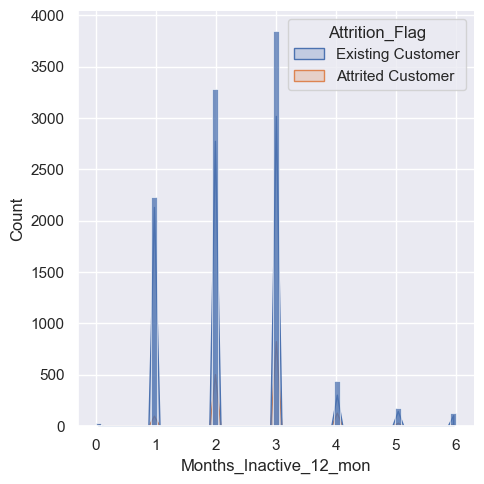 Attrition_Flag
Existing Customer
Attrited Customer
4000
3500
3000
2500
2000
1500
1000
500
0
Count
0 1 2 3 4 5 6
Months_Inactive_12_mon